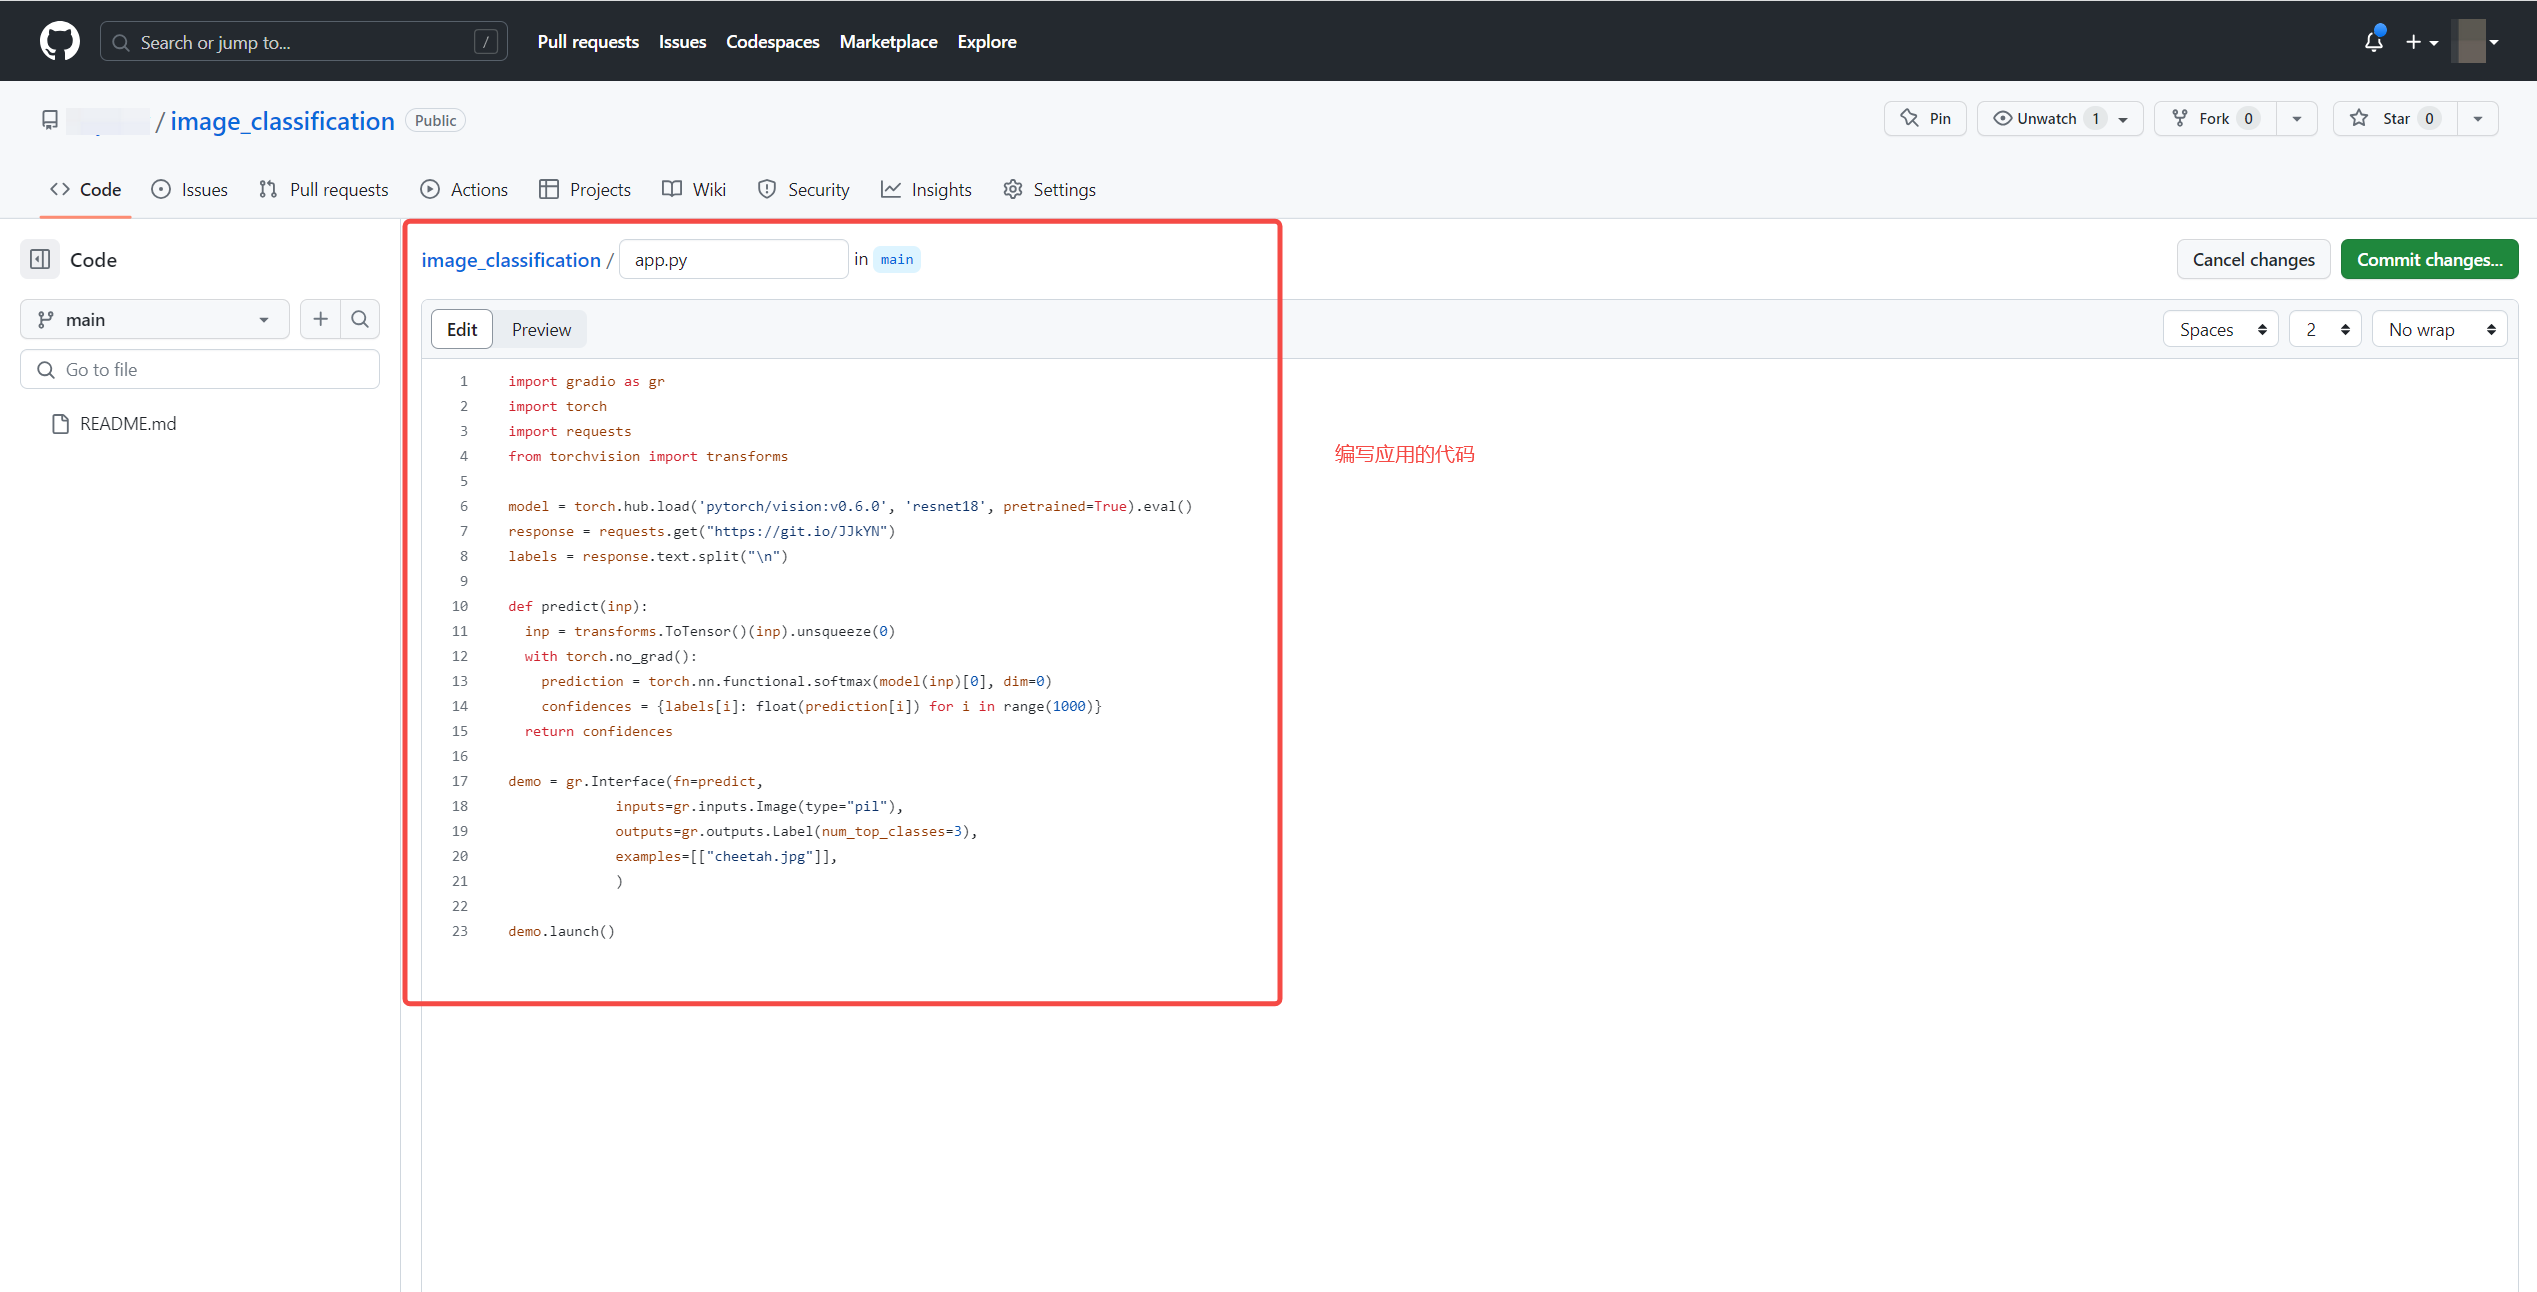 Search or jump to... /
Pull requests Issues Codespaces Marketplace Explore
/ image_classification Public
Pin Unwatch 1 Fork 0 Star 0
Code Issues Pull requests Actions Projects Wiki Security Insights Settings
Code
main
Go to file
README.md
image_classification / app.py in main
Cancel changes Commit changes...
Edit Preview
Spaces 2 No wrap
1 import gradio as gr
2 import torch
3 import requests
4 from torchvision import transforms
5
6 model = torch.hub.load('pytorch/vision:v0.6.0', 'resnet18', pretrained=True).eval()
7 response = requests.get("https://git.io/JJkYN")
8 labels = response.text.split("\n")
9
10 def predict(inp):
11 inp = transforms.ToTensor()(inp).unsqueeze(0)
12 with torch.no_grad():
13 prediction = torch.nn.functional.softmax(model(inp)[0], dim=0)
14 confidences = {labels[i]: float(prediction[i]) for i in range(1000)}
15 return confidences
16
17 demo = gr.Interface(fn=predict,
18 inputs=gr.inputs.Image(type="pil"),
19 outputs=gr.outputs.Label(num_top_classes=3),
20 examples=[["cheetah.jpg"]],
21 )
22
23 demo.launch()
编写应用的代码